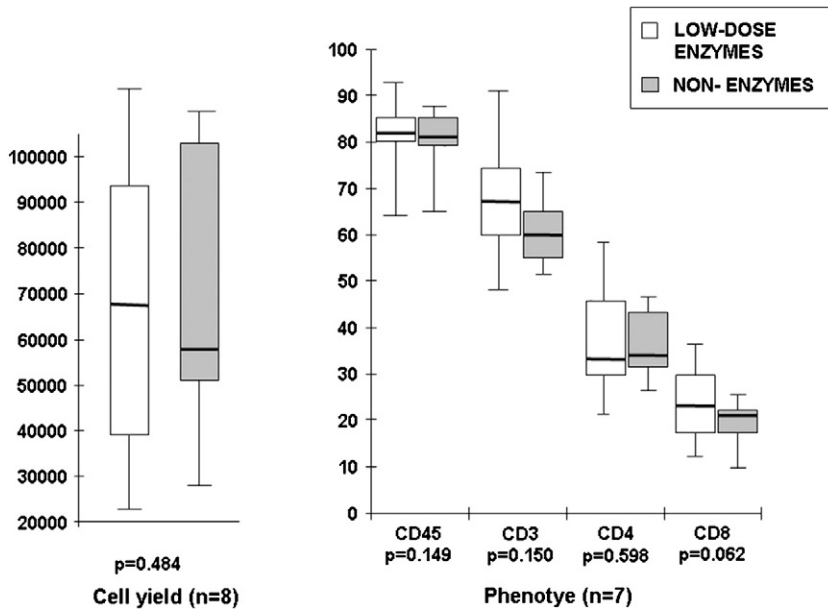 LOW-DOSE
ENZYMES
NON- ENZYMES
100000
90000
80000
70000
60000
50000
40000
30000
20000
p=0.484
Cell yield (n=8)
100
90
80
70
60
50
40
30
20
10
0
CD45 CD3 CD4 CD8
p=0.149 p=0.150 p=0.598 p=0.062
Phenotye (n=7)